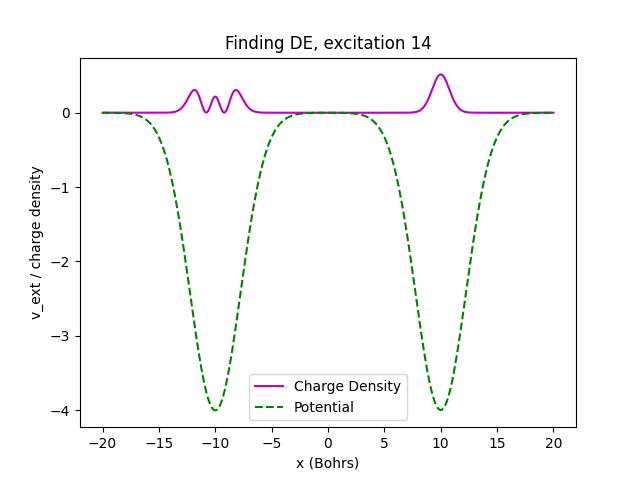 Finding DE, excitation 14
v_ext / charge density
0
−1
−2
−3
−4
Charge Density
Potential
−20 −15 −10 −5 0 5 10 15 20
x (Bohrs)